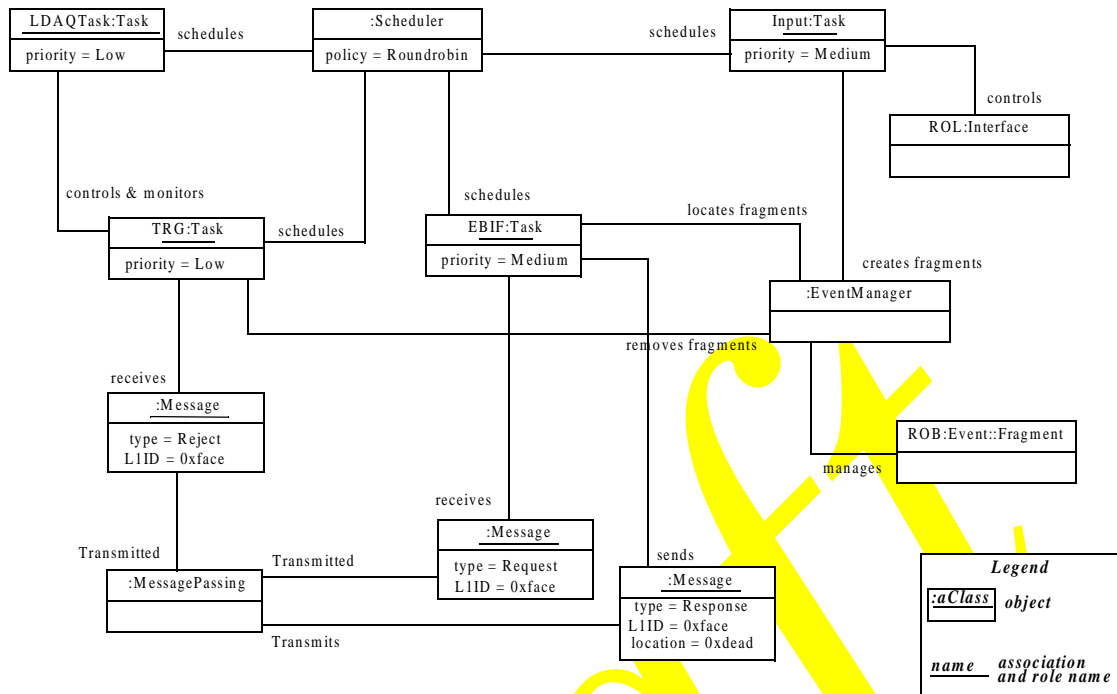 LDAQTask:Task
priority = Low
schedules
:Scheduler
policy = Roundrobin
schedules
Input:Task
priority = Medium
controls
ROL:Interface
controls & monitors
TRG:Task
priority = Low
schedules
schedules
EBIF:Task
priority = Medium
locates fragments
creates fragments
:EventManager
removes fragments
receives
:Message
type = Reject
L1ID = 0xface
ROB:Event::Fragment
manages
receives
:Message
type = Request
L1ID = 0xface
Transmitted
:MessagePassing
Transmitted
Transmits
sends
:Message
type = Response
L1ID = 0xface
location = 0xdead
Legend
:aClass object
name association
and role name